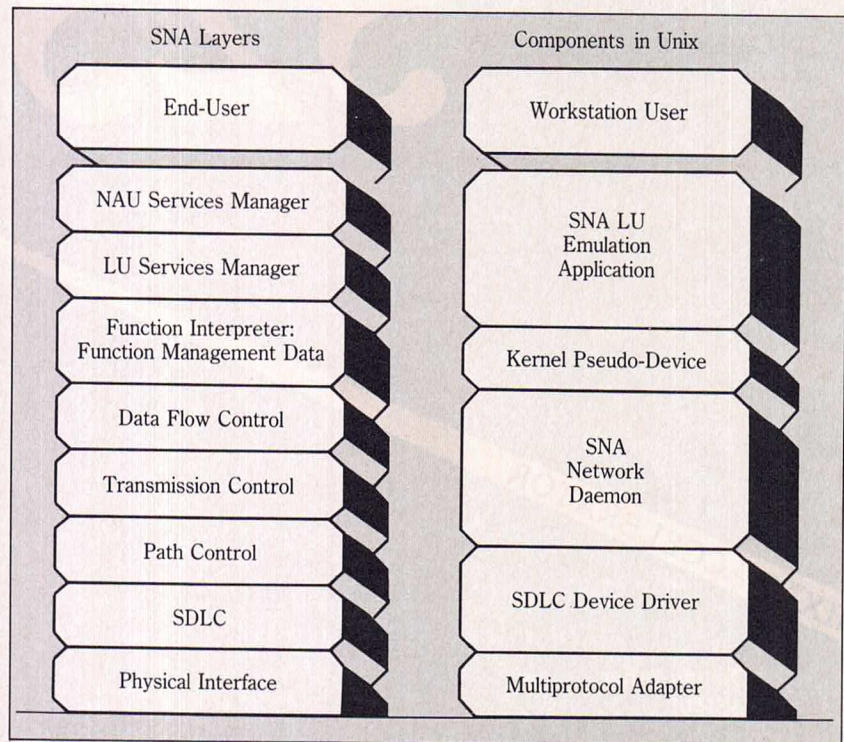 SNA Layers
End-User
NAU Services Manager
LU Services Manager
Function Interpreter:
Function Management Data
Data Flow Control
Transmission Control
Path Control
SDLC
Physical Interface
Components in Unix
Workstation User
SNA LU
Emulation
Application
Kernel Pseudo-Device
SNA
Network
Daemon
SDLC Device Driver
Multiprotocol Adapter